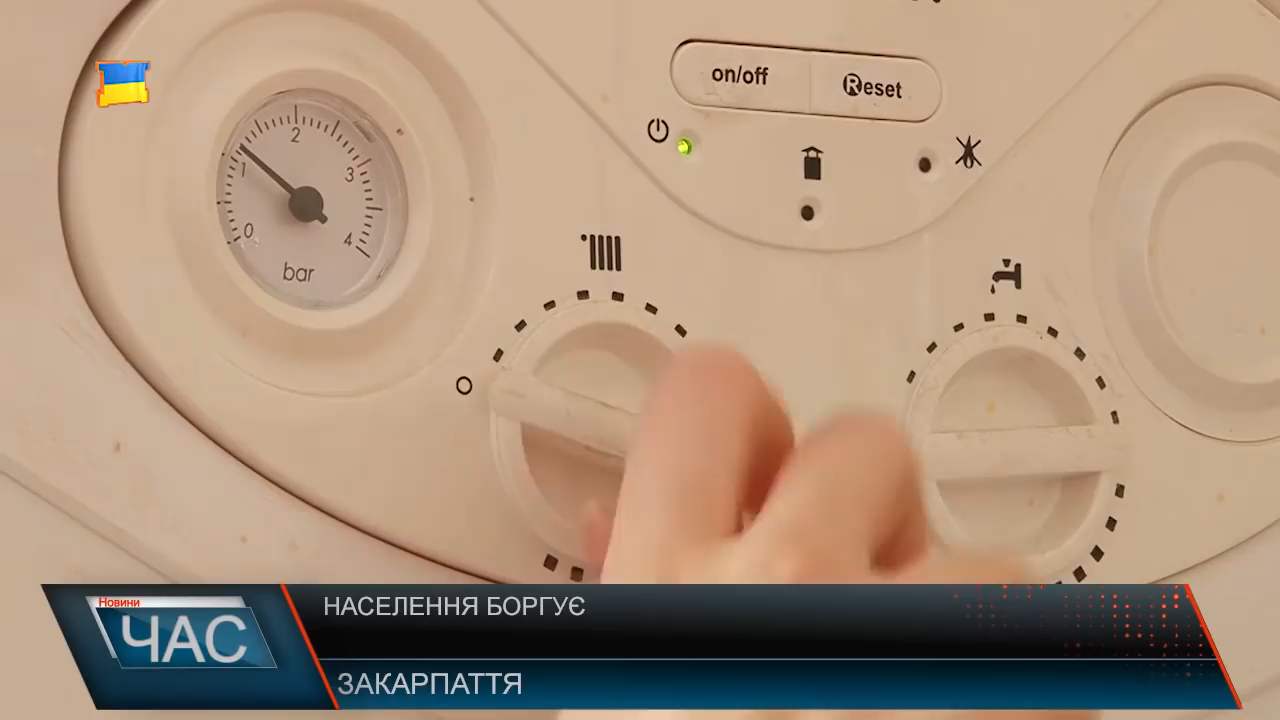 on/off Reset
2
1 3
0 4
bar
НАСЕЛЕННЯ БОРГУЄ
Новини
ЧАС
ЗАКАРПАТТЯ